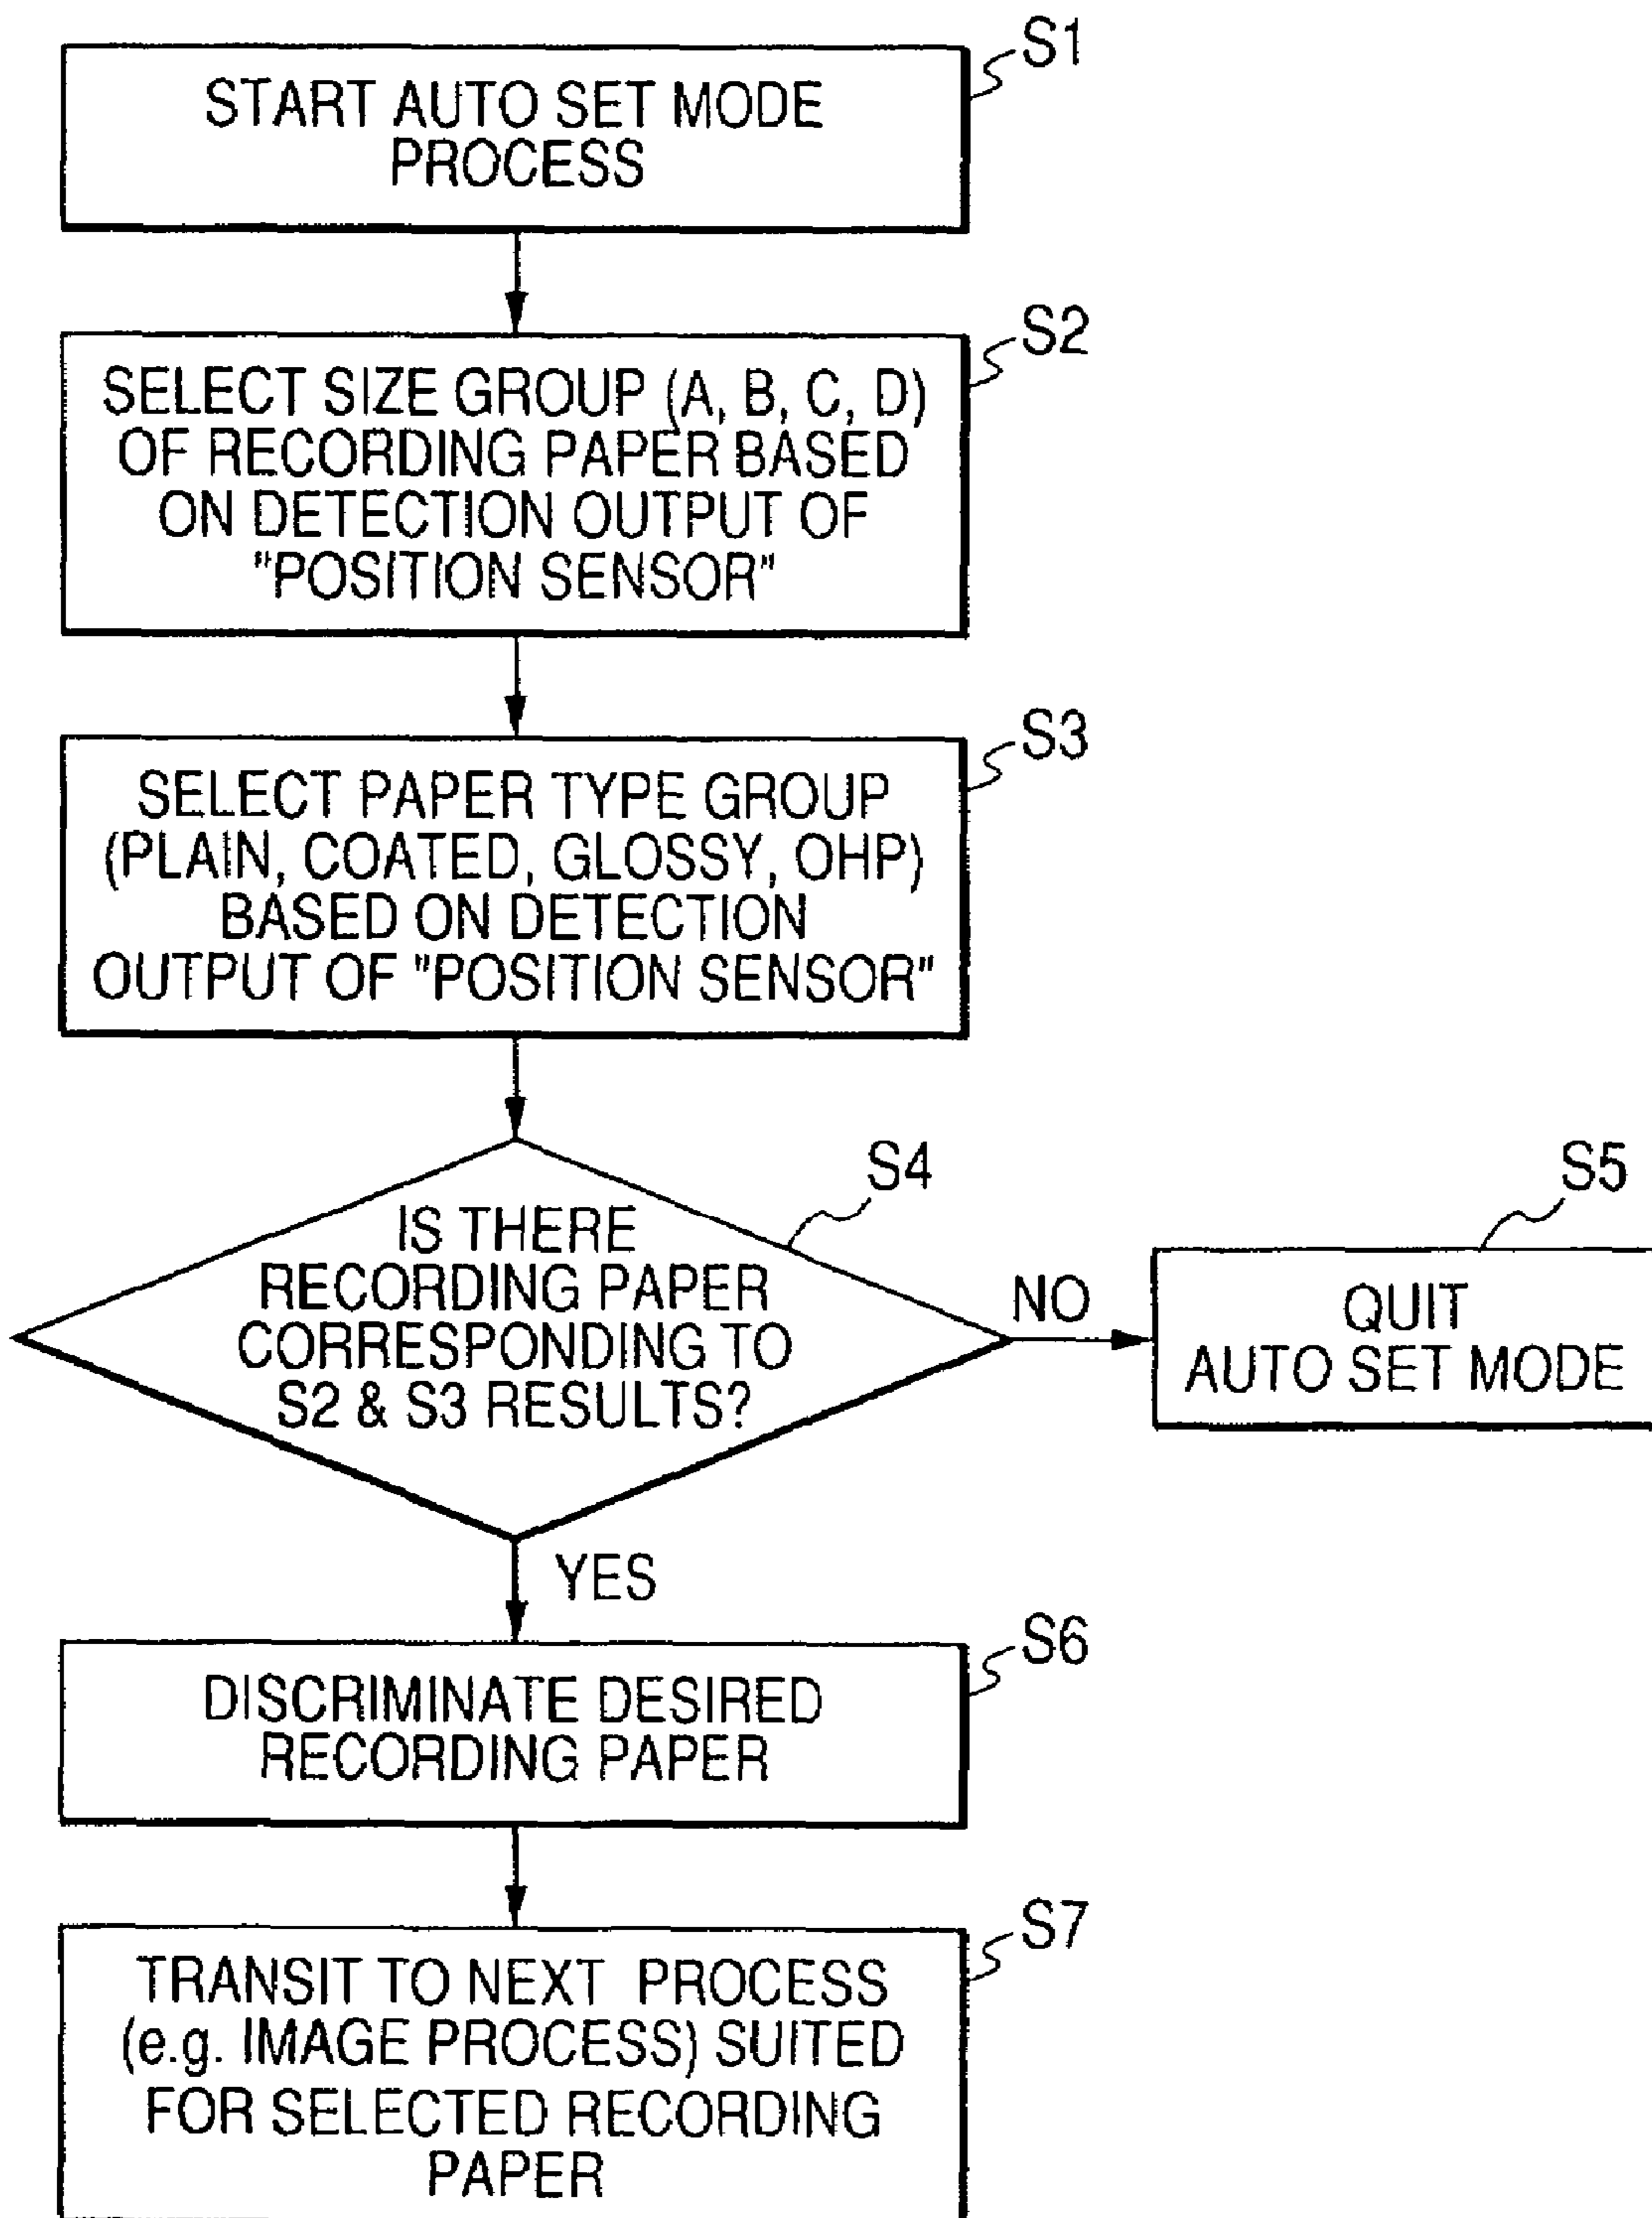 S1
START AUTO SET MODE
PROCESS
S2
SELECT SIZE GROUP (A, B, C, D)
OF RECORDING PAPER BASED
ON DETECTION OUTPUT OF
"POSITION SENSOR"
S3
SELECT PAPER TYPE GROUP
(PLAIN, COATED, GLOSSY, OHP)
BASED ON DETECTION
OUTPUT OF "POSITION SENSOR"
S4
IS THERE
RECORDING PAPER
CORRESPONDING TO
S2 & S3 RESULTS?
NO
S5
QUIT
AUTO SET MODE
YES
S6
DISCRIMINATE DESIRED
RECORDING PAPER
S7
TRANSIT TO NEXT PROCESS
(e.g. IMAGE PROCESS) SUITED
FOR SELECTED RECORDING
PAPER